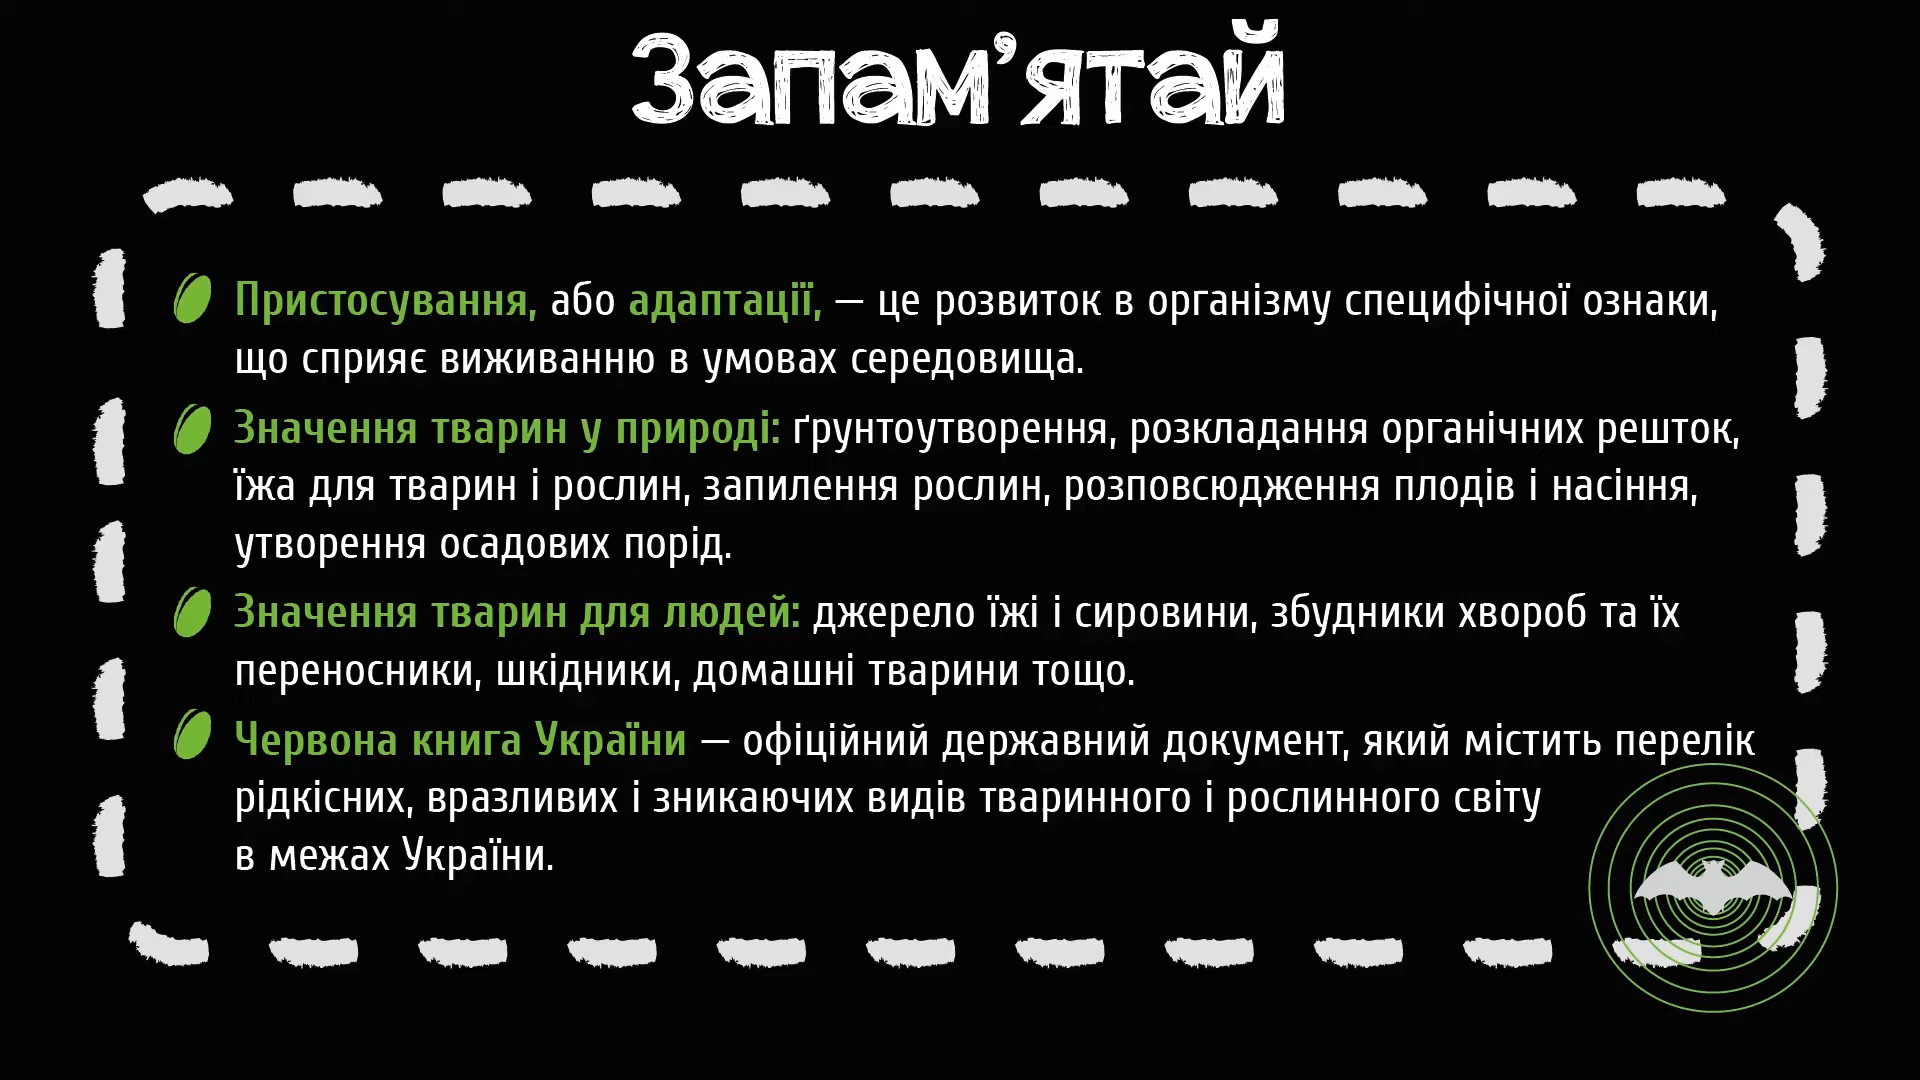 Запам’ятай
Пристосування, або адаптації, — це розвиток в організму специфічної ознаки,
що сприяє виживанню в умовах середовища.
Значення тварин у природі: ґрунтоутворення, розкладання органічних решток,
їжа для тварин і рослин, запилення рослин, розповсюдження плодів і насіння,
утворення осадових порід.
Значення тварин для людей: джерело їжі і сировини, збудники хвороб та їх
переносники, шкідники, домашні тварини тощо.
Червона книга України — офіційний державний документ, який містить перелік
рідкісних, вразливих і зникаючих видів тваринного і рослинного світу
в межах України.